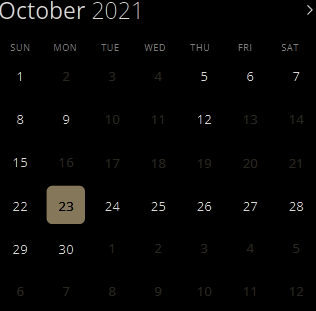 October 2021
SUN MON TUE WED THU FRI SAT
1 2 3 4 5 6 7
8 9 10 11 12 13 14
15 16 17 18 19 20 21
22 23 24 25 26 27 28
29 30 1 2 3 4 5
6 7 8 9 10 11 12